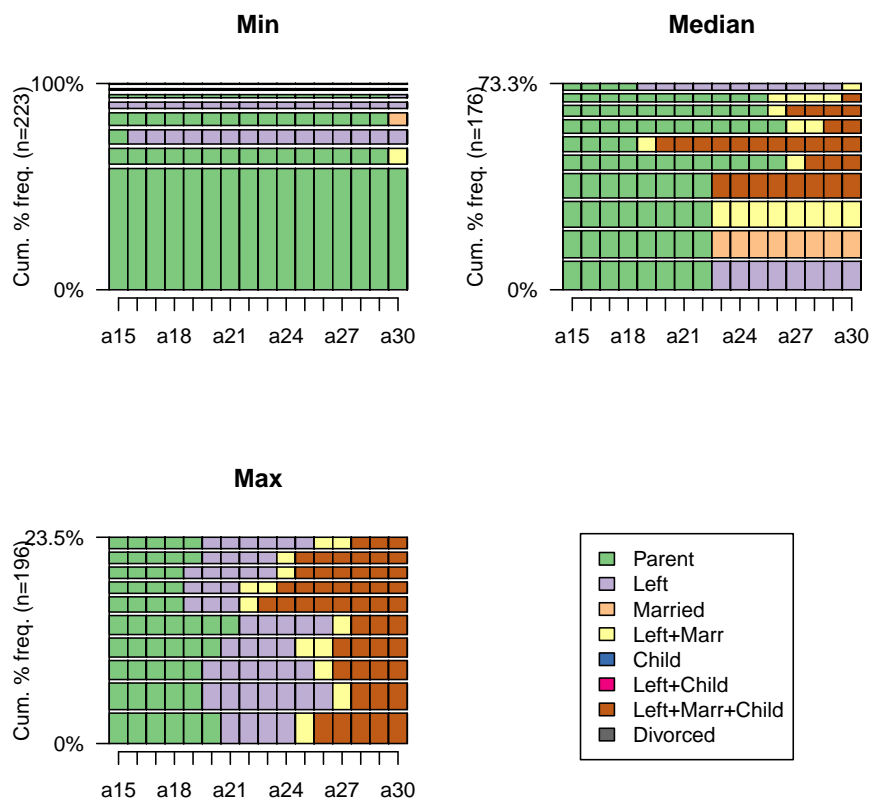 Min
Cum. % freq. (n=223)
100%
0%
a15 a18 a21 a24 a27 a30
Median
Cum. % freq. (n=176)
73.3%
0%
a15 a18 a21 a24 a27 a30
Max
Cum. % freq. (n=196)
23.5%
0%
a15 a18 a21 a24 a27 a30
Parent
Left
Married
Left+Marr
Child
Left+Child
Left+Marr+Child
Divorced